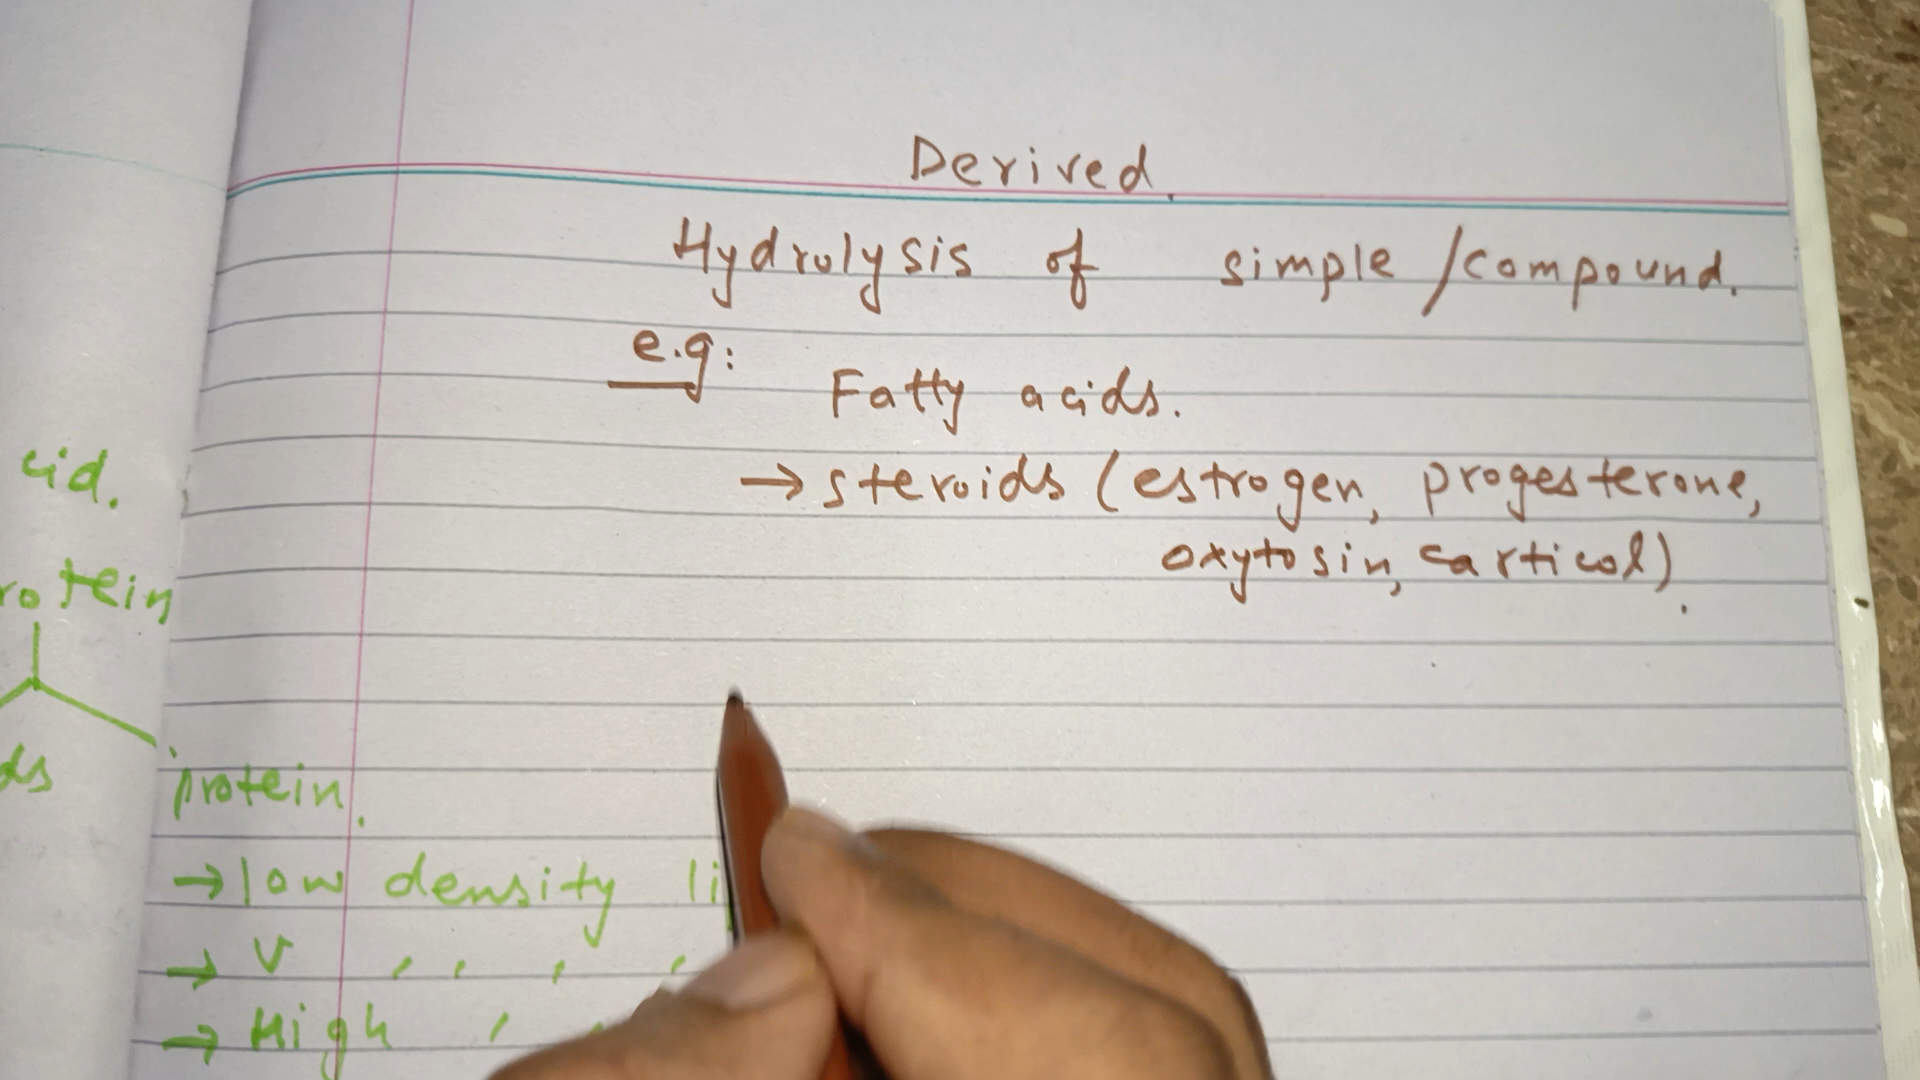 Derived.
Hydrolysis of simple /compound.
e.g:
Fatty acids.
→ steroids (estrogen, progesterone,
oxytosin, carticol).
cid.
rotein
ds protein.
→ low density li
→ V , , , ,
→ High , ,